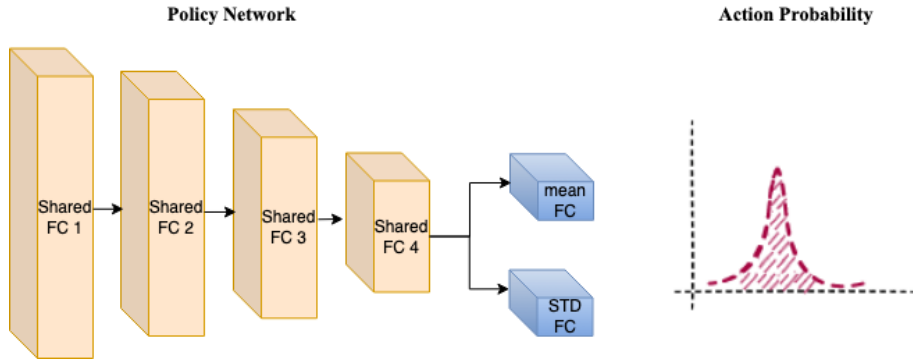 Policy Network
Action Probability
Shared
FC 1
Shared
FC 2
Shared
FC 3
Shared
FC 4
mean
FC
STD
FC